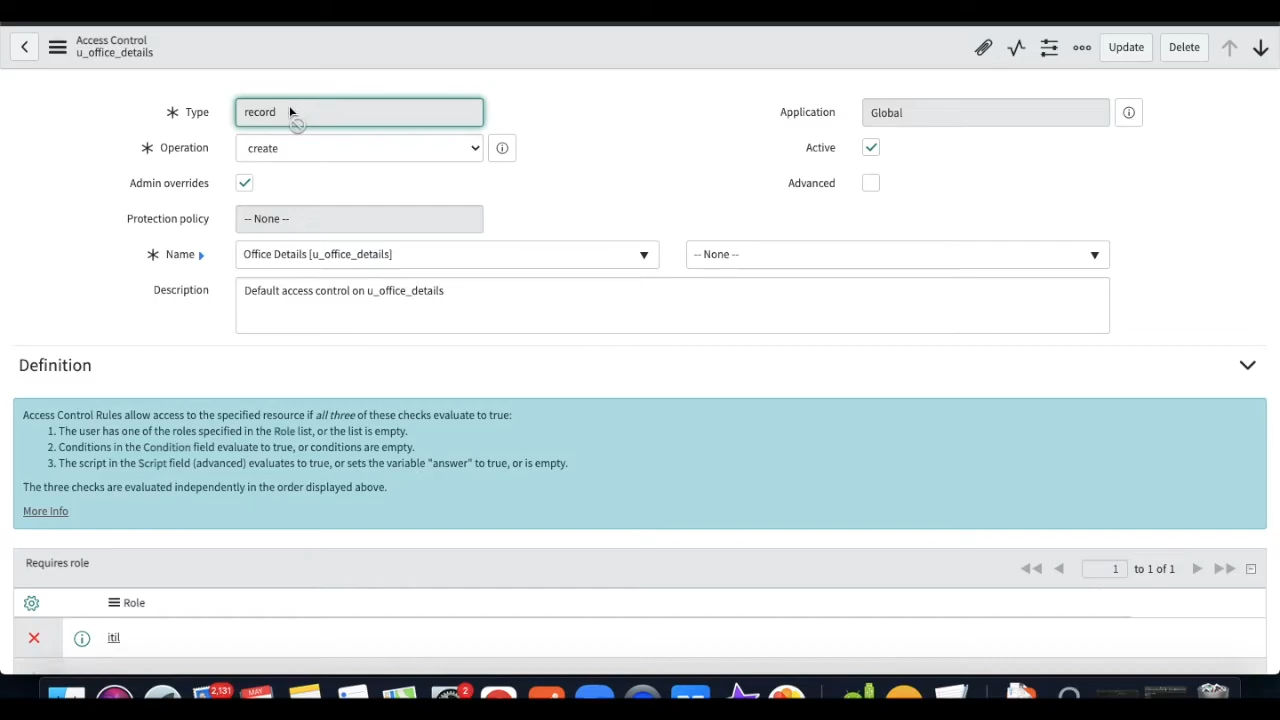 Access Control
u_office_details
Update
Delete
Type
record
Application
Global
Operation
create
Active
Admin overrides
Advanced
Protection policy
-- None --
Name
Office Details [u_office_details]
-- None --
Description
Default access control on u_office_details
Definition
Access Control Rules allow access to the specified resource if all three of these checks evaluate to true:
1. The user has one of the roles specified in the Role list, or the list is empty.
2. Conditions in the Condition field evaluate to true, or conditions are empty.
3. The script in the Script field (advanced) evaluates to true, or sets the variable "answer" to true, or is empty.
The three checks are evaluated independently in the order displayed above.
More Info
Requires role
1 to 1 of 1
Role
itil
2,131
MAY
2